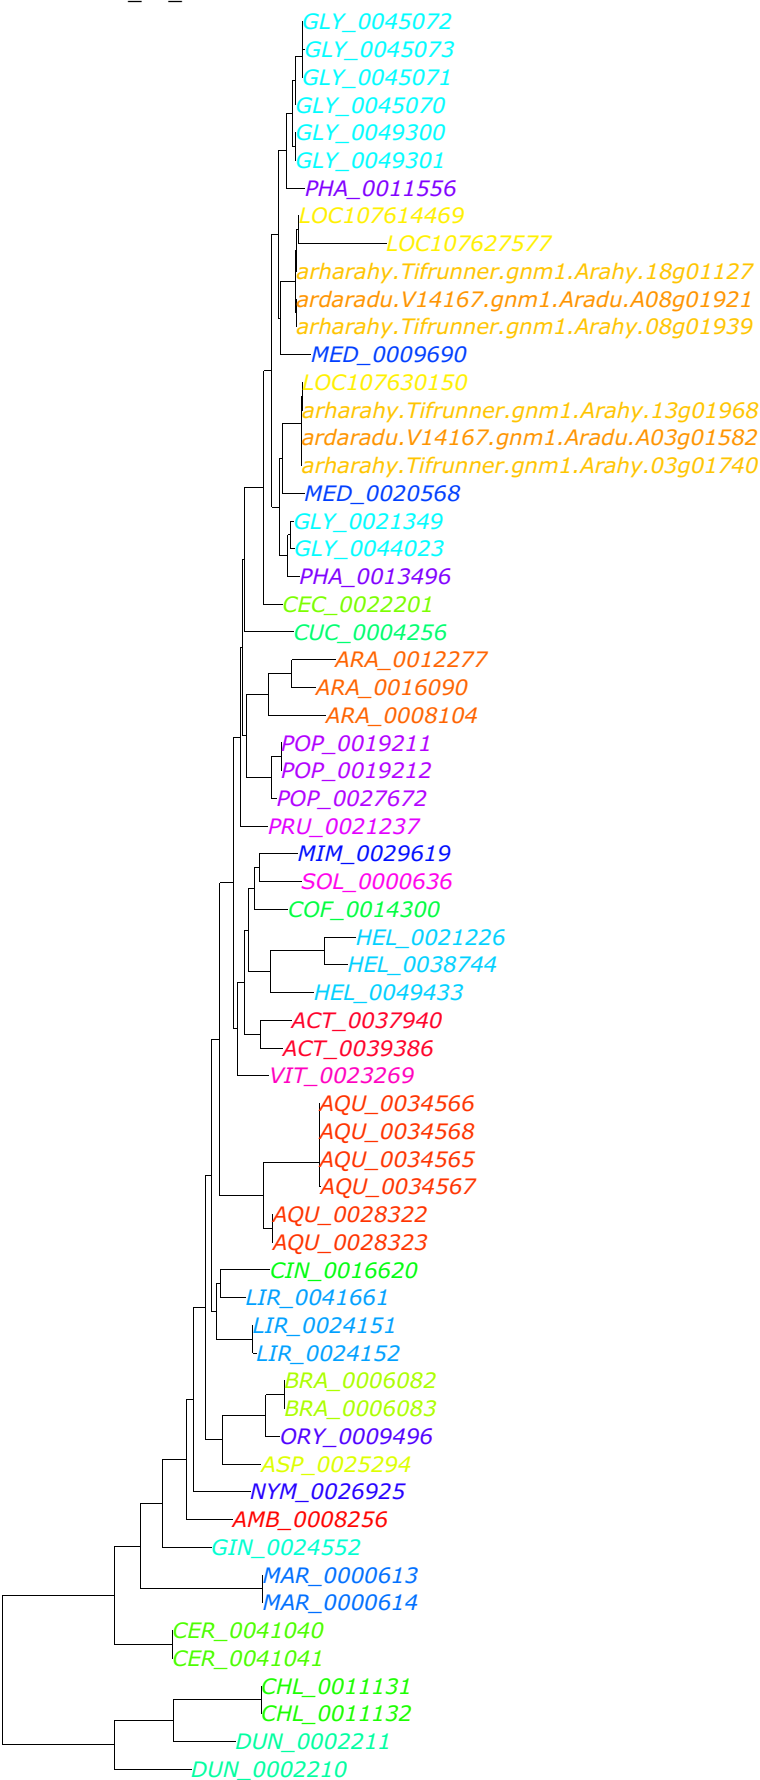 GLY_0045072
GLY_0045073
GLY_0045071
GLY_0045070
GLY_0049300
GLY_0049301
PHA_0011556
LOC107614469
LOC107627577
arharahy.Tifrunner.gnm1.Arahy.18g01127
ardaradu.V14167.gnm1.Aradu.A08g01921
arharahy.Tifrunner.gnm1.Arahy.08g01939
MED_0009690
LOC107630150
arharahy.Tifrunner.gnm1.Arahy.13g01968
ardaradu.V14167.gnm1.Aradu.A03g01582
arharahy.Tifrunner.gnm1.Arahy.03g01740
MED_0020568
GLY_0021349
GLY_0044023
PHA_0013496
CEC_0022201
CUC_0004256
ARA_0012277
ARA_0016090
ARA_0008104
POP_0019211
POP_0019212
POP_0027672
PRU_0021237
MIM_0029619
SOL_0000636
COF_0014300
HEL_0021226
HEL_0038744
HEL_0049433
ACT_0037940
ACT_0039386
VIT_0023269
AQU_0034566
AQU_0034568
AQU_0034565
AQU_0034567
AQU_0028322
AQU_0028323
CIN_0016620
LIR_0041661
LIR_0024151
LIR_0024152
BRA_0006082
BRA_0006083
ORY_0009496
ASP_0025294
NYM_0026925
AMB_0008256
GIN_0024552
MAR_0000613
MAR_0000614
CER_0041040
CER_0041041
CHL_0011131
CHL_0011132
DUN_0002211
DUN_0002210